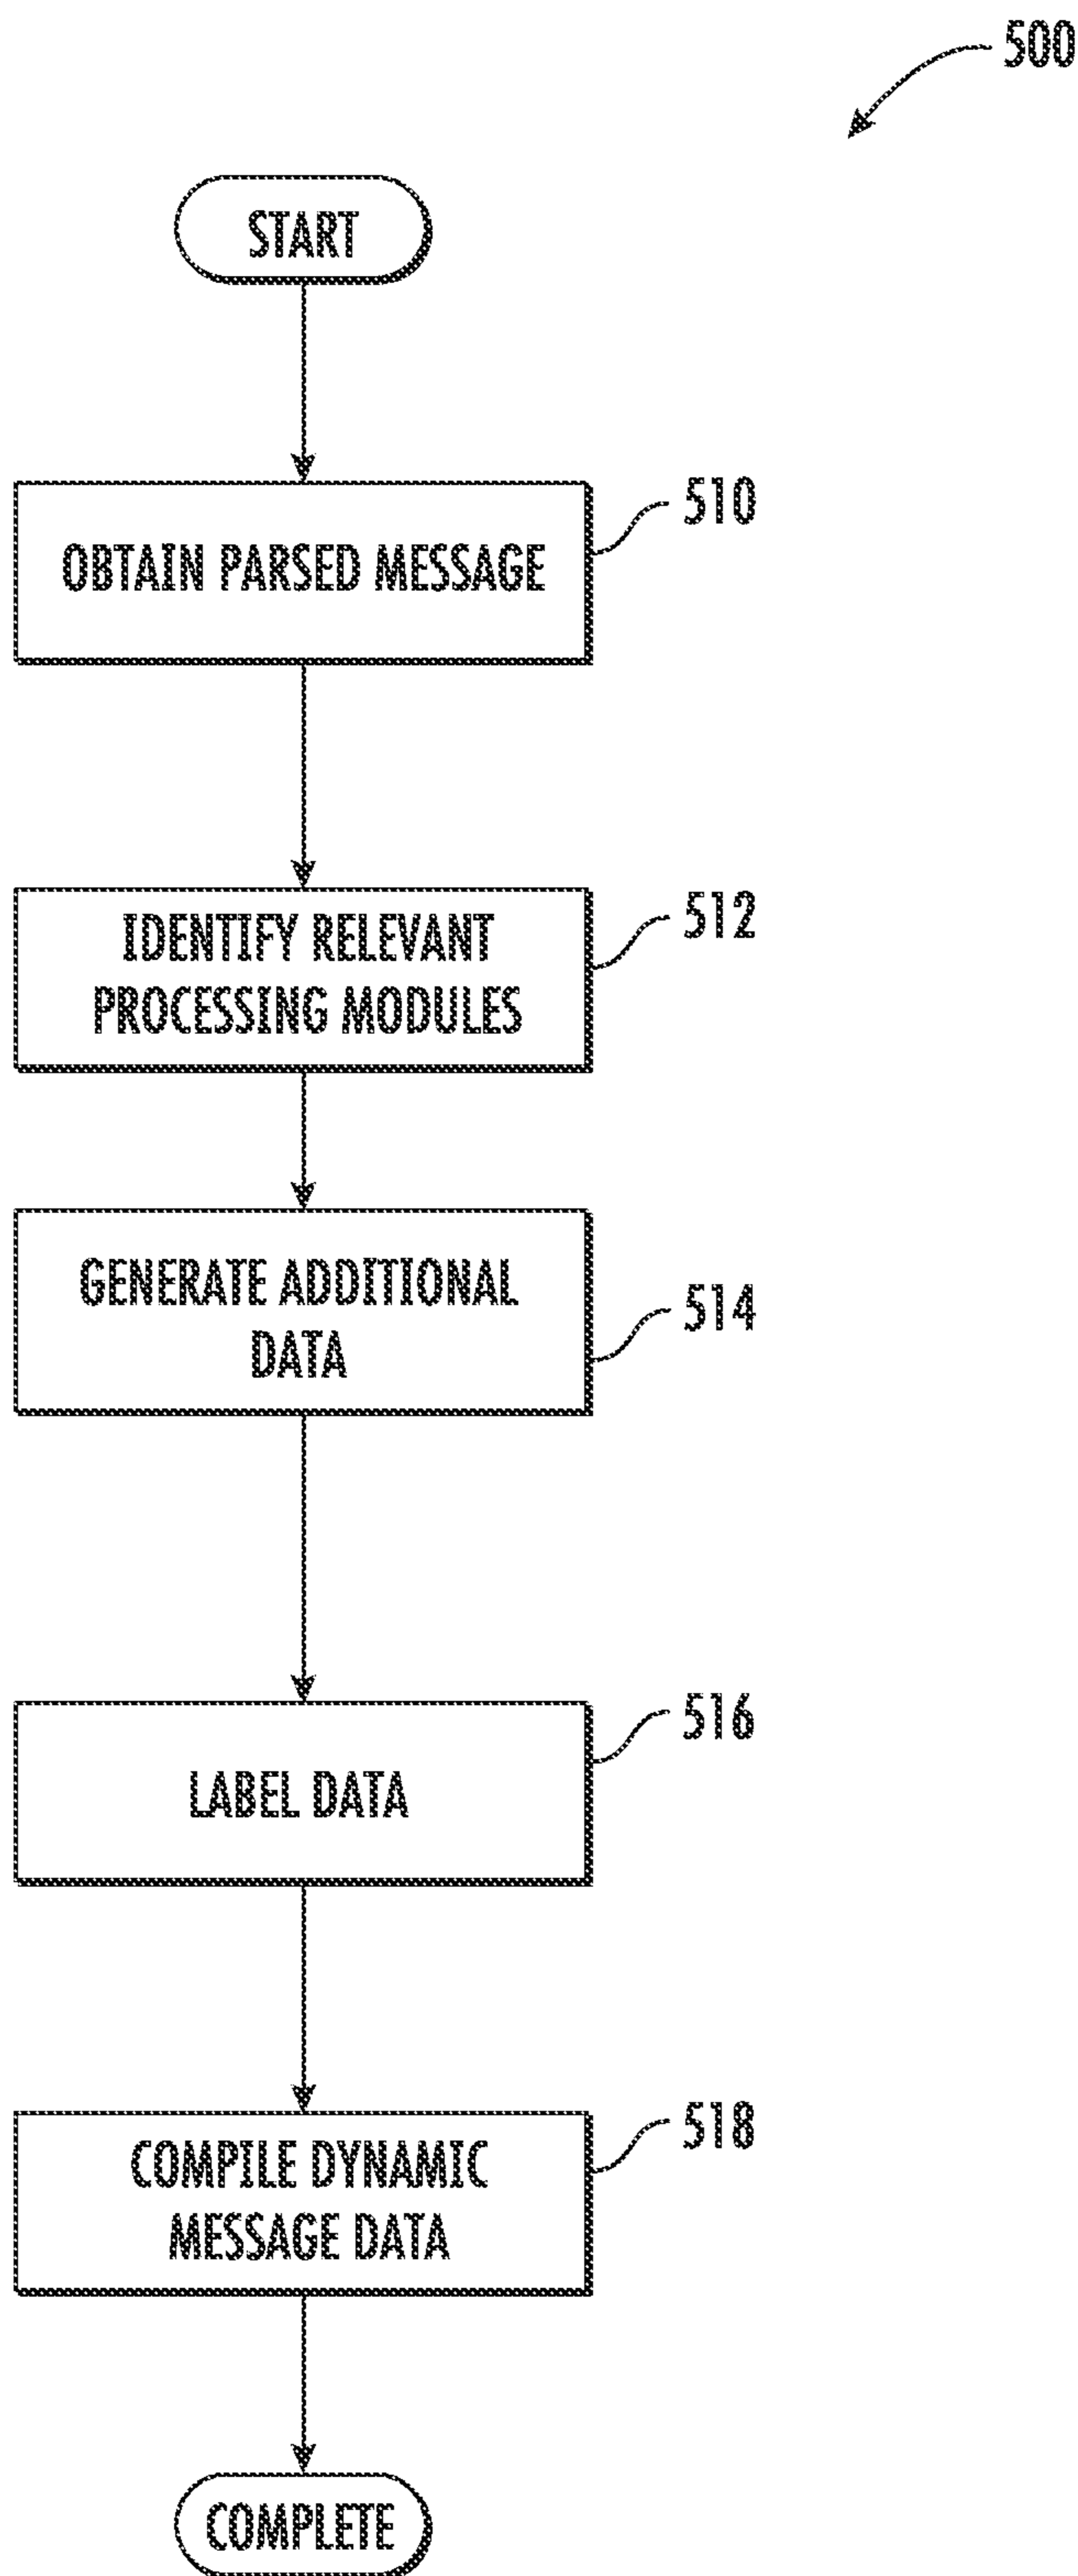 500
START
OBTAIN PARSED MESSAGE
510
IDENTIFY RELEVANT
PROCESSING MODULES
512
GENERATE ADDITIONAL
DATA
514
LABEL DATA
516
COMPILE DYNAMIC
MESSAGE DATA
518
COMPLETE